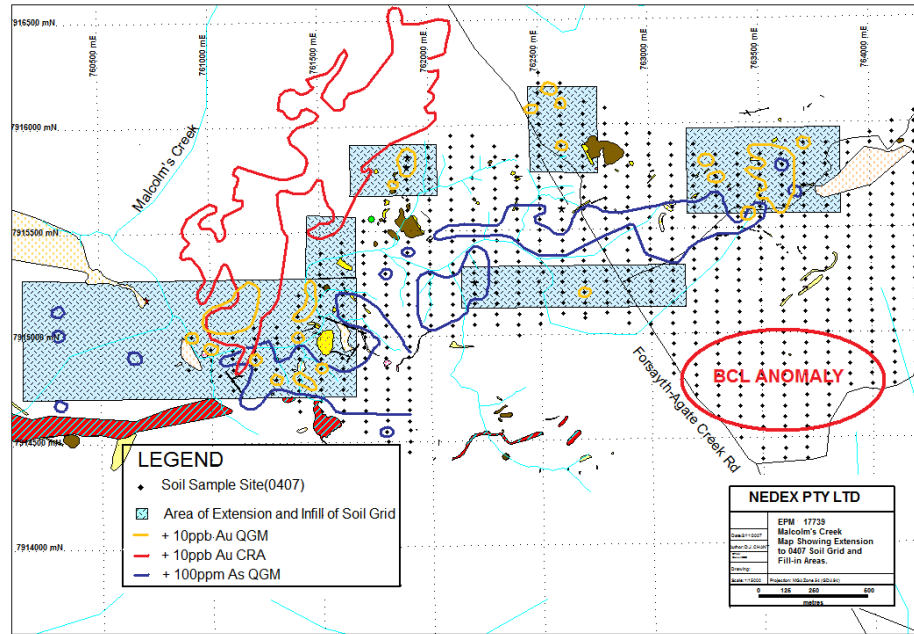 7916500 mN
760500 mE
761000 mE
761500 mE
762000 mE
762500 mE
763000 mE
763500 mE
764000 mE
7916000 mN
Malcolm's Creek
7915500 mN
7915000 mN
BCL ANOMALY
Forsayth-Agate Creek Rd
7914500 mN
LEGEND
Soil Sample Site(0407)
Area of Extension and Infill of Soil Grid
+ 10ppb Au QGM
+ 10ppb Au CRA
+ 100ppm As QGM
7914000 mN
NEDEX PTY LTD
EPM 17739
Malcolm's Creek
Map Showing Extension
to 0407 Soil Grid and
Fill-in Areas.
Drawing:
metres